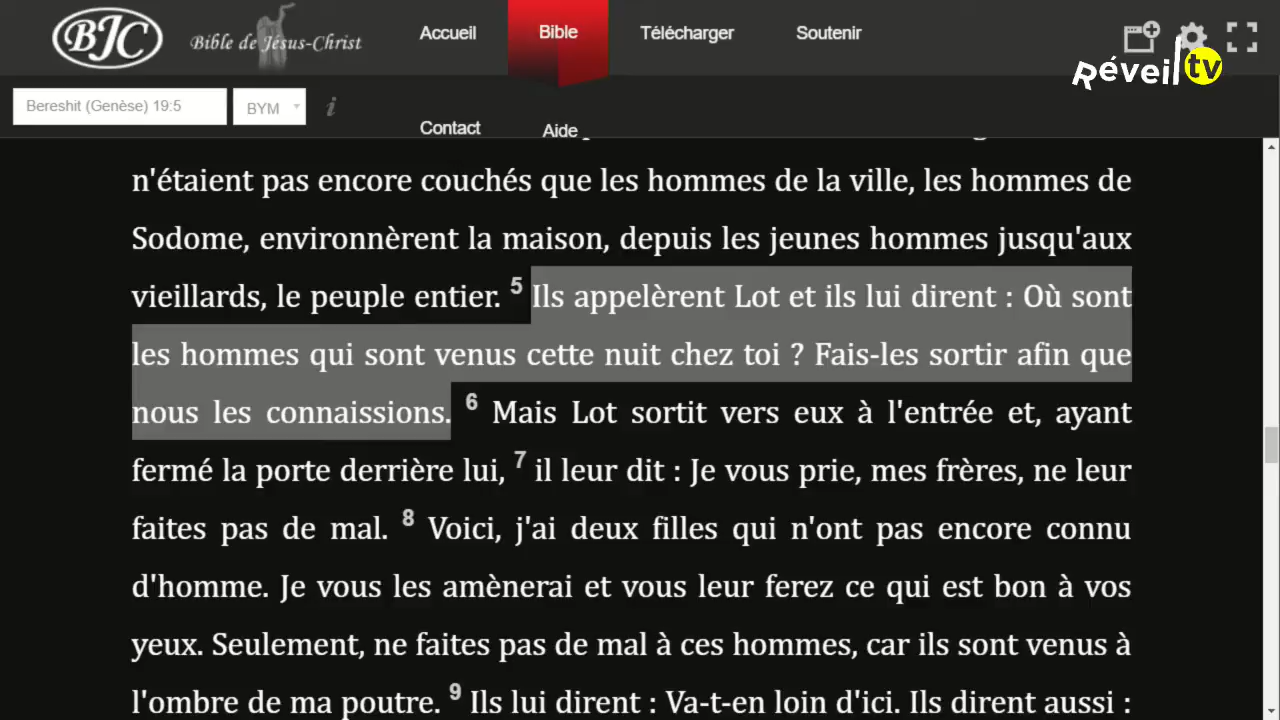 BJC
Bible de Jésus-Christ
Accueil
Bible
Télécharger
Soutenir
Réveil tv
Bereshit (Genèse) 19:5
BYM
i
Contact
Aide
n'étaient pas encore couchés que les hommes de la ville, les hommes de
Sodome, environnèrent la maison, depuis les jeunes hommes jusqu'aux
vieillards, le peuple entier. 5 Ils appelèrent Lot et ils lui dirent : Où sont
les hommes qui sont venus cette nuit chez toi ? Fais-les sortir afin que
nous les connaissions. 6 Mais Lot sortit vers eux à l'entrée et, ayant
fermé la porte derrière lui, 7 il leur dit : Je vous prie, mes frères, ne leur
faites pas de mal. 8 Voici, j'ai deux filles qui n'ont pas encore connu
d'homme. Je vous les amènerai et vous leur ferez ce qui est bon à vos
yeux. Seulement, ne faites pas de mal à ces hommes, car ils sont venus à
l'ombre de ma poutre. 9 Ils lui dirent : Va-t-en loin d'ici. Ils dirent aussi :